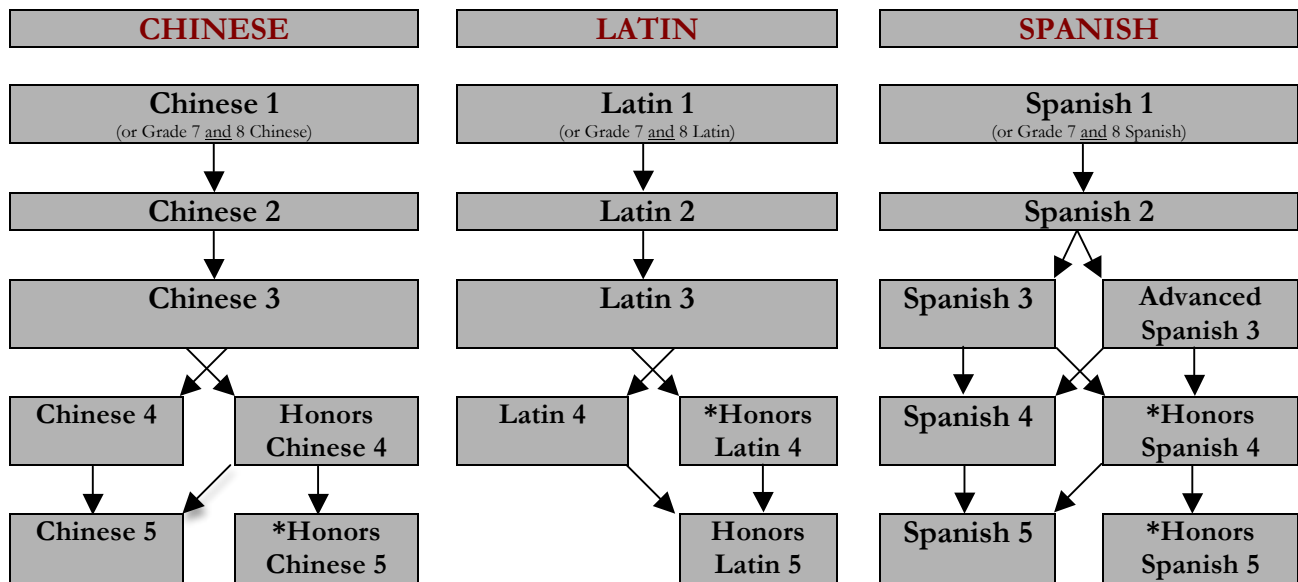 CHINESE
LATIN
SPANISH
Chinese 1
(or Grade 7 and 8 Chinese)
Latin 1
(or Grade 7 and 8 Latin)
Spanish 1
(or Grade 7 and 8 Spanish)
Chinese 2
Latin 2
Spanish 2
Chinese 3
Latin 3
Spanish 3
Advanced
Spanish 3
Chinese 4
Honors
Chinese 4
Latin 4
*Honors
Latin 4
Spanish 4
*Honors
Spanish 4
Chinese 5
*Honors
Chinese 5
Honors
Latin 5
Spanish 5
*Honors
Spanish 5